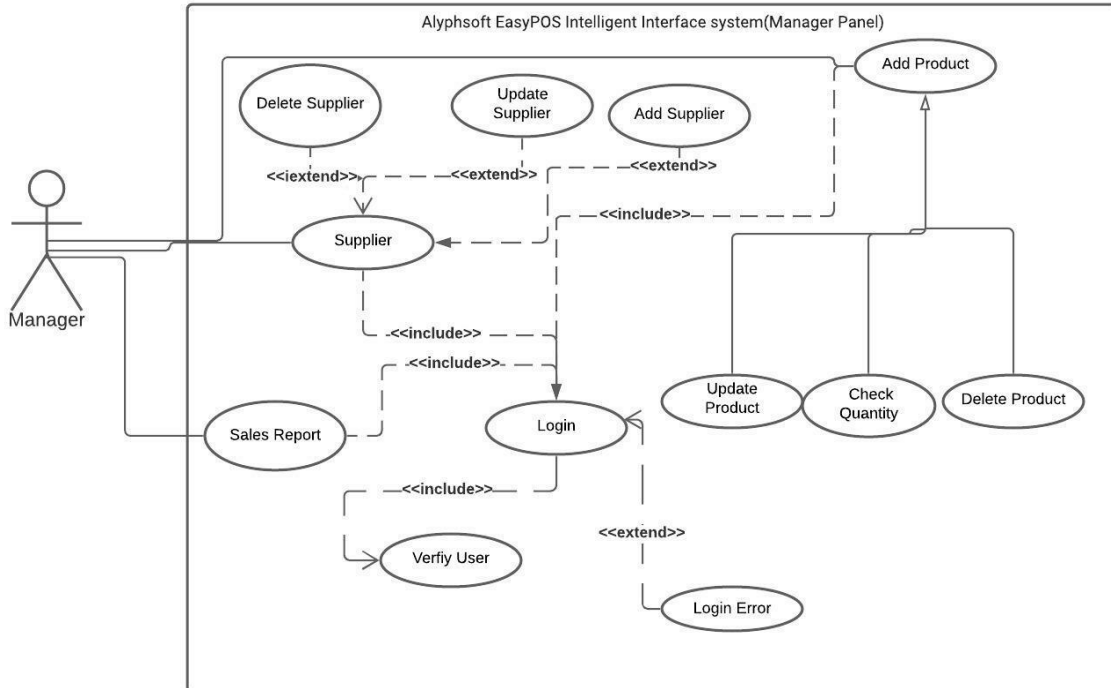 Alyphsoft EasyPOS Intelligent Interface system(Manager Panel)
Add Product
Delete Supplier
Update
Supplier
Add Supplier
<<iextend>>
<<extend>>
<<extend>>
<<include>>
Supplier
Manager
<<include>>
<<include>>
Update
Product
Check
Quantity
Delete Product
Sales Report
Login
<<include>>
<<extend>>
Verfiy User
Login Error